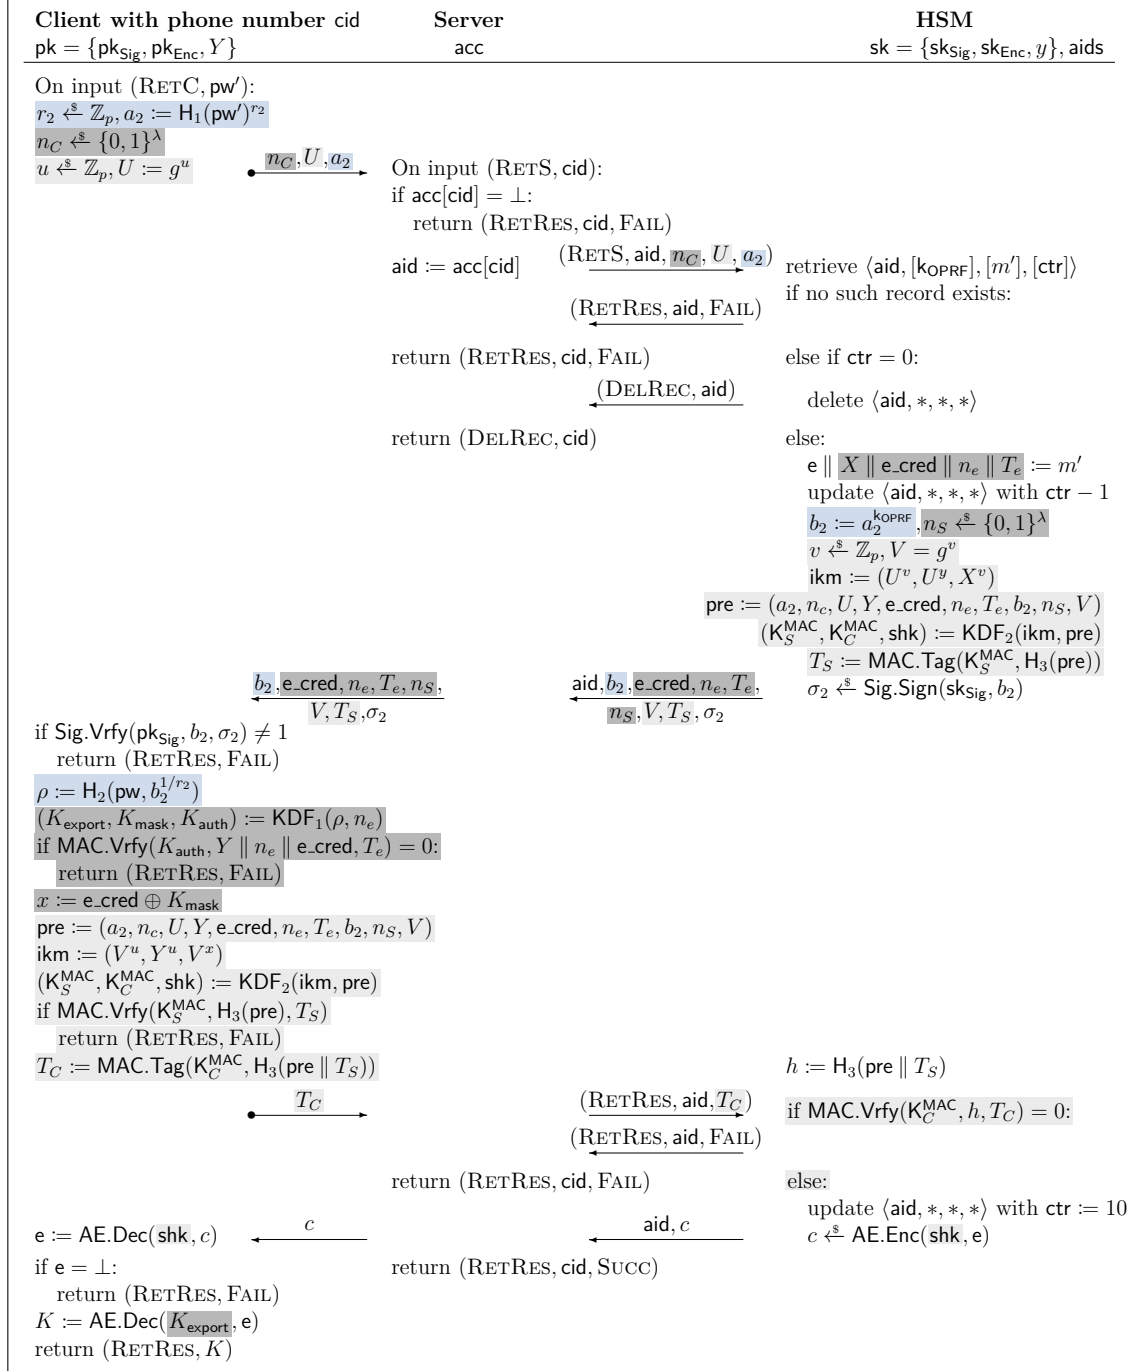 Client with phone number cid Server HSM
pk = {pk_Sig, pk_Enc, Y} acc sk = {sk_Sig, sk_Enc, y}, aids
On input (RETC, pw′):
r_2 ←$ ℤ_p, a_2 := H_1(pw′)^{r_2}
n_C ←$ {0, 1}^λ
u ←$ ℤ_p, U := g^u
n_C, U, a_2
On input (RETS, cid):
if acc[cid] = ⊥:
return (RETRES, cid, FAIL)
aid := acc[cid] (RETS, aid, n_C, U, a_2) retrieve ⟨aid, [k_OPRF], [m′], [ctr]⟩
if no such record exists:
(RETRES, aid, FAIL)
return (RETRES, cid, FAIL) else if ctr = 0:
(DELREC, aid) delete ⟨aid, ∗, ∗, ∗⟩
return (DELREC, cid) else:
e ∥ X ∥ e_cred ∥ n_e ∥ T_e := m′
update ⟨aid, ∗, ∗, ∗⟩ with ctr − 1
b_2 := a_2^{k_OPRF}, n_S ←$ {0, 1}^λ
v ←$ ℤ_p, V = g^v
ikm := (U^v, U^y, X^v)
pre := (a_2, n_c, U, Y, e_cred, n_e, T_e, b_2, n_S, V)
(K_S^MAC, K_C^MAC, shk) := KDF_2(ikm, pre)
T_S := MAC.Tag(K_S^MAC, H_3(pre))
b_2, e_cred, n_e, T_e, n_S, aid, b_2, e_cred, n_e, T_e, σ_2 ←$ Sig.Sign(sk_Sig, b_2)
V, T_S, σ_2 n_S, V, T_S, σ_2
if Sig.Vrfy(pk_Sig, b_2, σ_2) ≠ 1
return (RETRES, FAIL)
ρ := H_2(pw, b_2^{1/r_2})
(K_export, K_mask, K_auth) := KDF_1(ρ, n_e)
if MAC.Vrfy(K_auth, Y ∥ n_e ∥ e_cred, T_e) = 0:
return (RETRES, FAIL)
x := e_cred ⊕ K_mask
pre := (a_2, n_c, U, Y, e_cred, n_e, T_e, b_2, n_S, V)
ikm := (V^u, Y^u, V^x)
(K_S^MAC, K_C^MAC, shk) := KDF_2(ikm, pre)
if MAC.Vrfy(K_S^MAC, H_3(pre), T_S)
return (RETRES, FAIL)
T_C := MAC.Tag(K_C^MAC, H_3(pre ∥ T_S)) h := H_3(pre ∥ T_S)
T_C (RETRES, aid, T_C) if MAC.Vrfy(K_C^MAC, h, T_C) = 0:
(RETRES, aid, FAIL)
return (RETRES, cid, FAIL) else:
update ⟨aid, ∗, ∗, ∗⟩ with ctr := 10
e := AE.Dec(shk, c) c aid, c c ←$ AE.Enc(shk, e)
if e = ⊥: return (RETRES, cid, SUCC)
return (RETRES, FAIL)
K := AE.Dec(K_export, e)
return (RETRES, K)